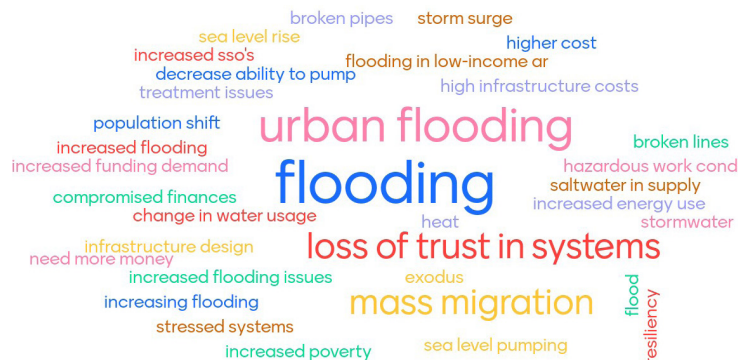 broken pipes
storm surge
sea level rise
higher cost
increased sso's
flooding in low-income ar
decrease ability to pump
high infrastructure costs
treatment issues
population shift
urban flooding
broken lines
increased flooding
increased funding demand
hazardous work cond
flooding
saltwater in supply
compromised finances
increased energy use
change in water usage
heat
stormwater
infrastructure design
loss of trust in systems
need more money
increased flooding issues
exodus
flood
increasing flooding
mass migration
esiliency
stressed systems
increased poverty
sea level pumping